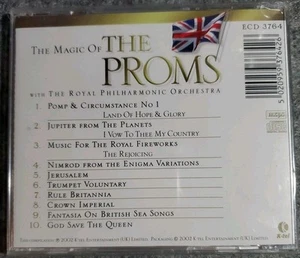 ECD 3764
THE MAGIC OF THE PROMS
WITH THE ROYAL PHILHARMONIC ORCHESTRA
1 POMP & CIRCUMSTANCE NO 1
LAND OF HOPE & GLORY
2 JUPITER FROM THE PLANETS
I VOW TO THEE MY COUNTRY
3 MUSIC FOR THE ROYAL FIREWORKS
THE REJOICING
4 NIMROD FROM THE ENIGMA VARIATIONS
5 JERUSALEM
6 TRUMPET VOLUNTARY
7 RULE BRITANNIA
8 CROWN IMPERIAL
9 FANTASIA ON BRITISH SEA SONGS
10 GOD SAVE THE QUEEN